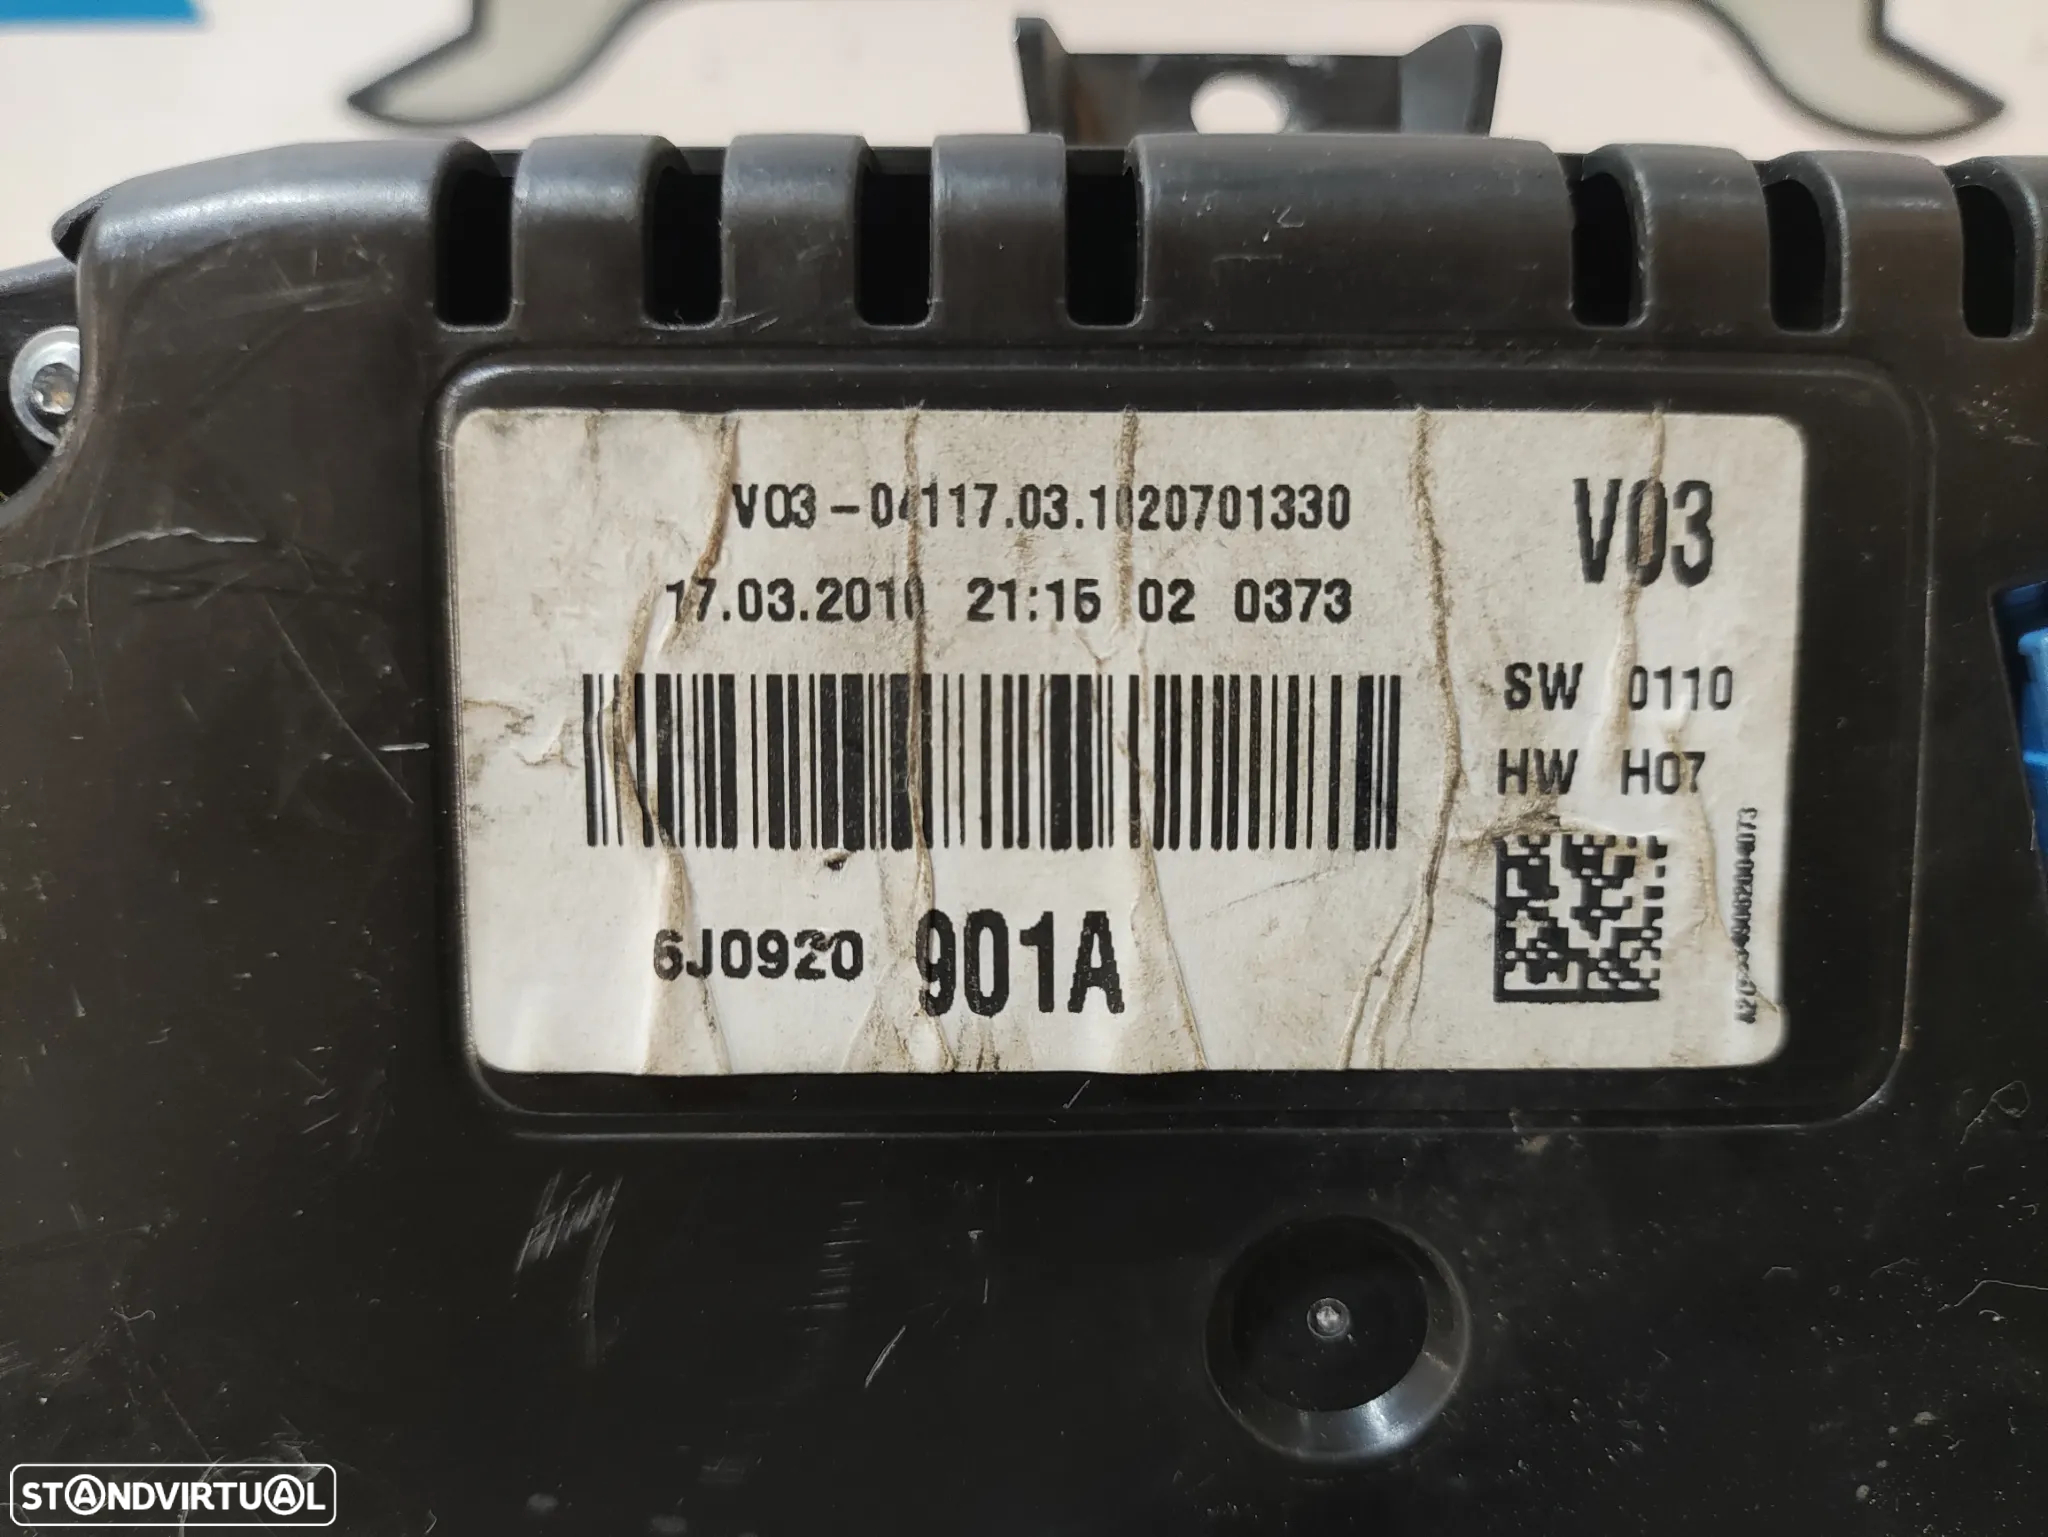 V03-04117.03.1020701330
17.03.2010 21:15 02 0373
V03
SW 0110
HW H07
6J0920 901A
STANDVIRTUAL